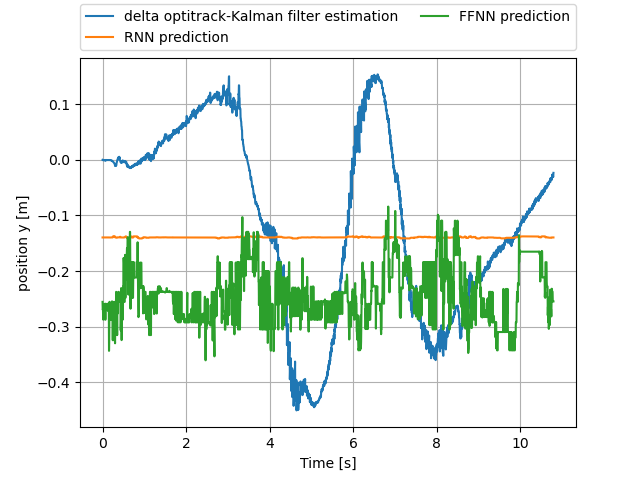 delta optitrack-Kalman filter estimation
RNN prediction
FFNN prediction
0.1
0.0
−0.1
−0.2
−0.3
−0.4
position y [m]
0 2 4 6 8 10
Time [s]